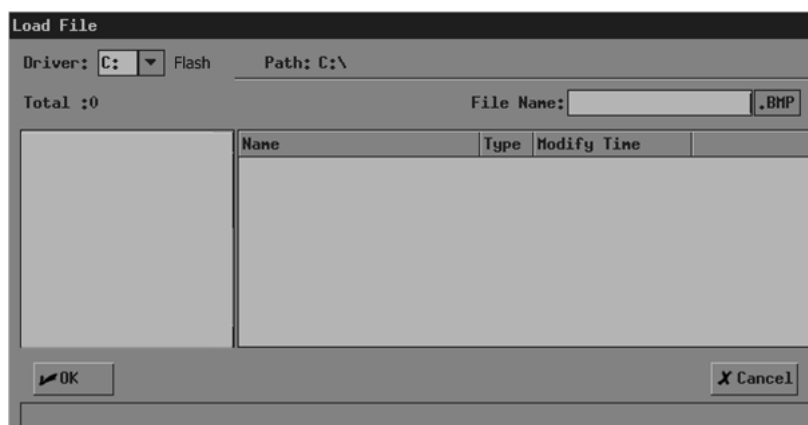 Load File
Driver: C: Flash Path: C:\
Total :0 File Name: .BMP
Name Type Modify Time
OK Cancel